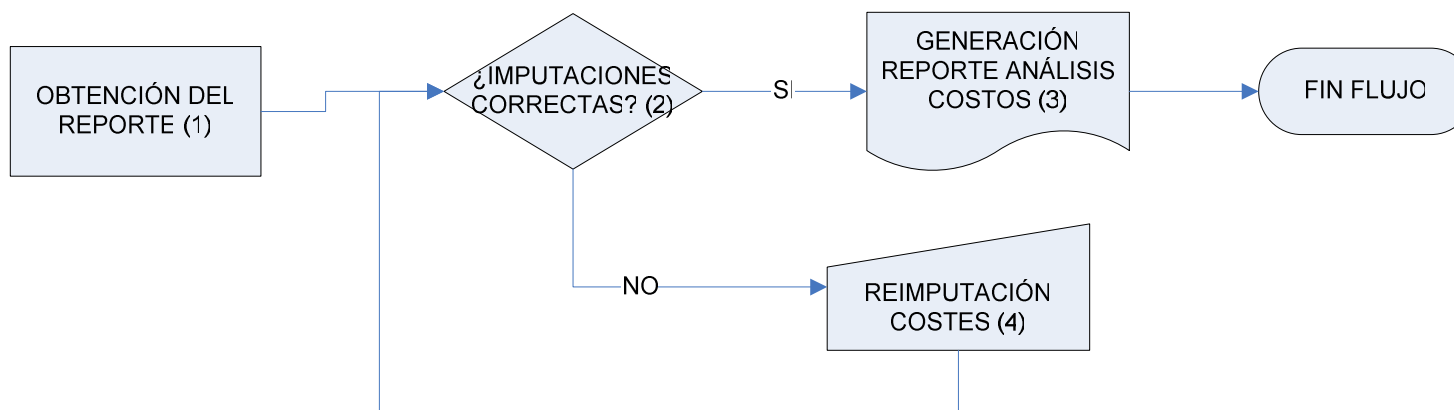 OBTENCIÓN DEL
REPORTE (1)
¿IMPUTACIONES
CORRECTAS? (2)
SI
GENERACIÓN
REPORTE ANÁLISIS
COSTOS (3)
FIN FLUJO
NO
REIMPUTACIÓN
COSTES (4)